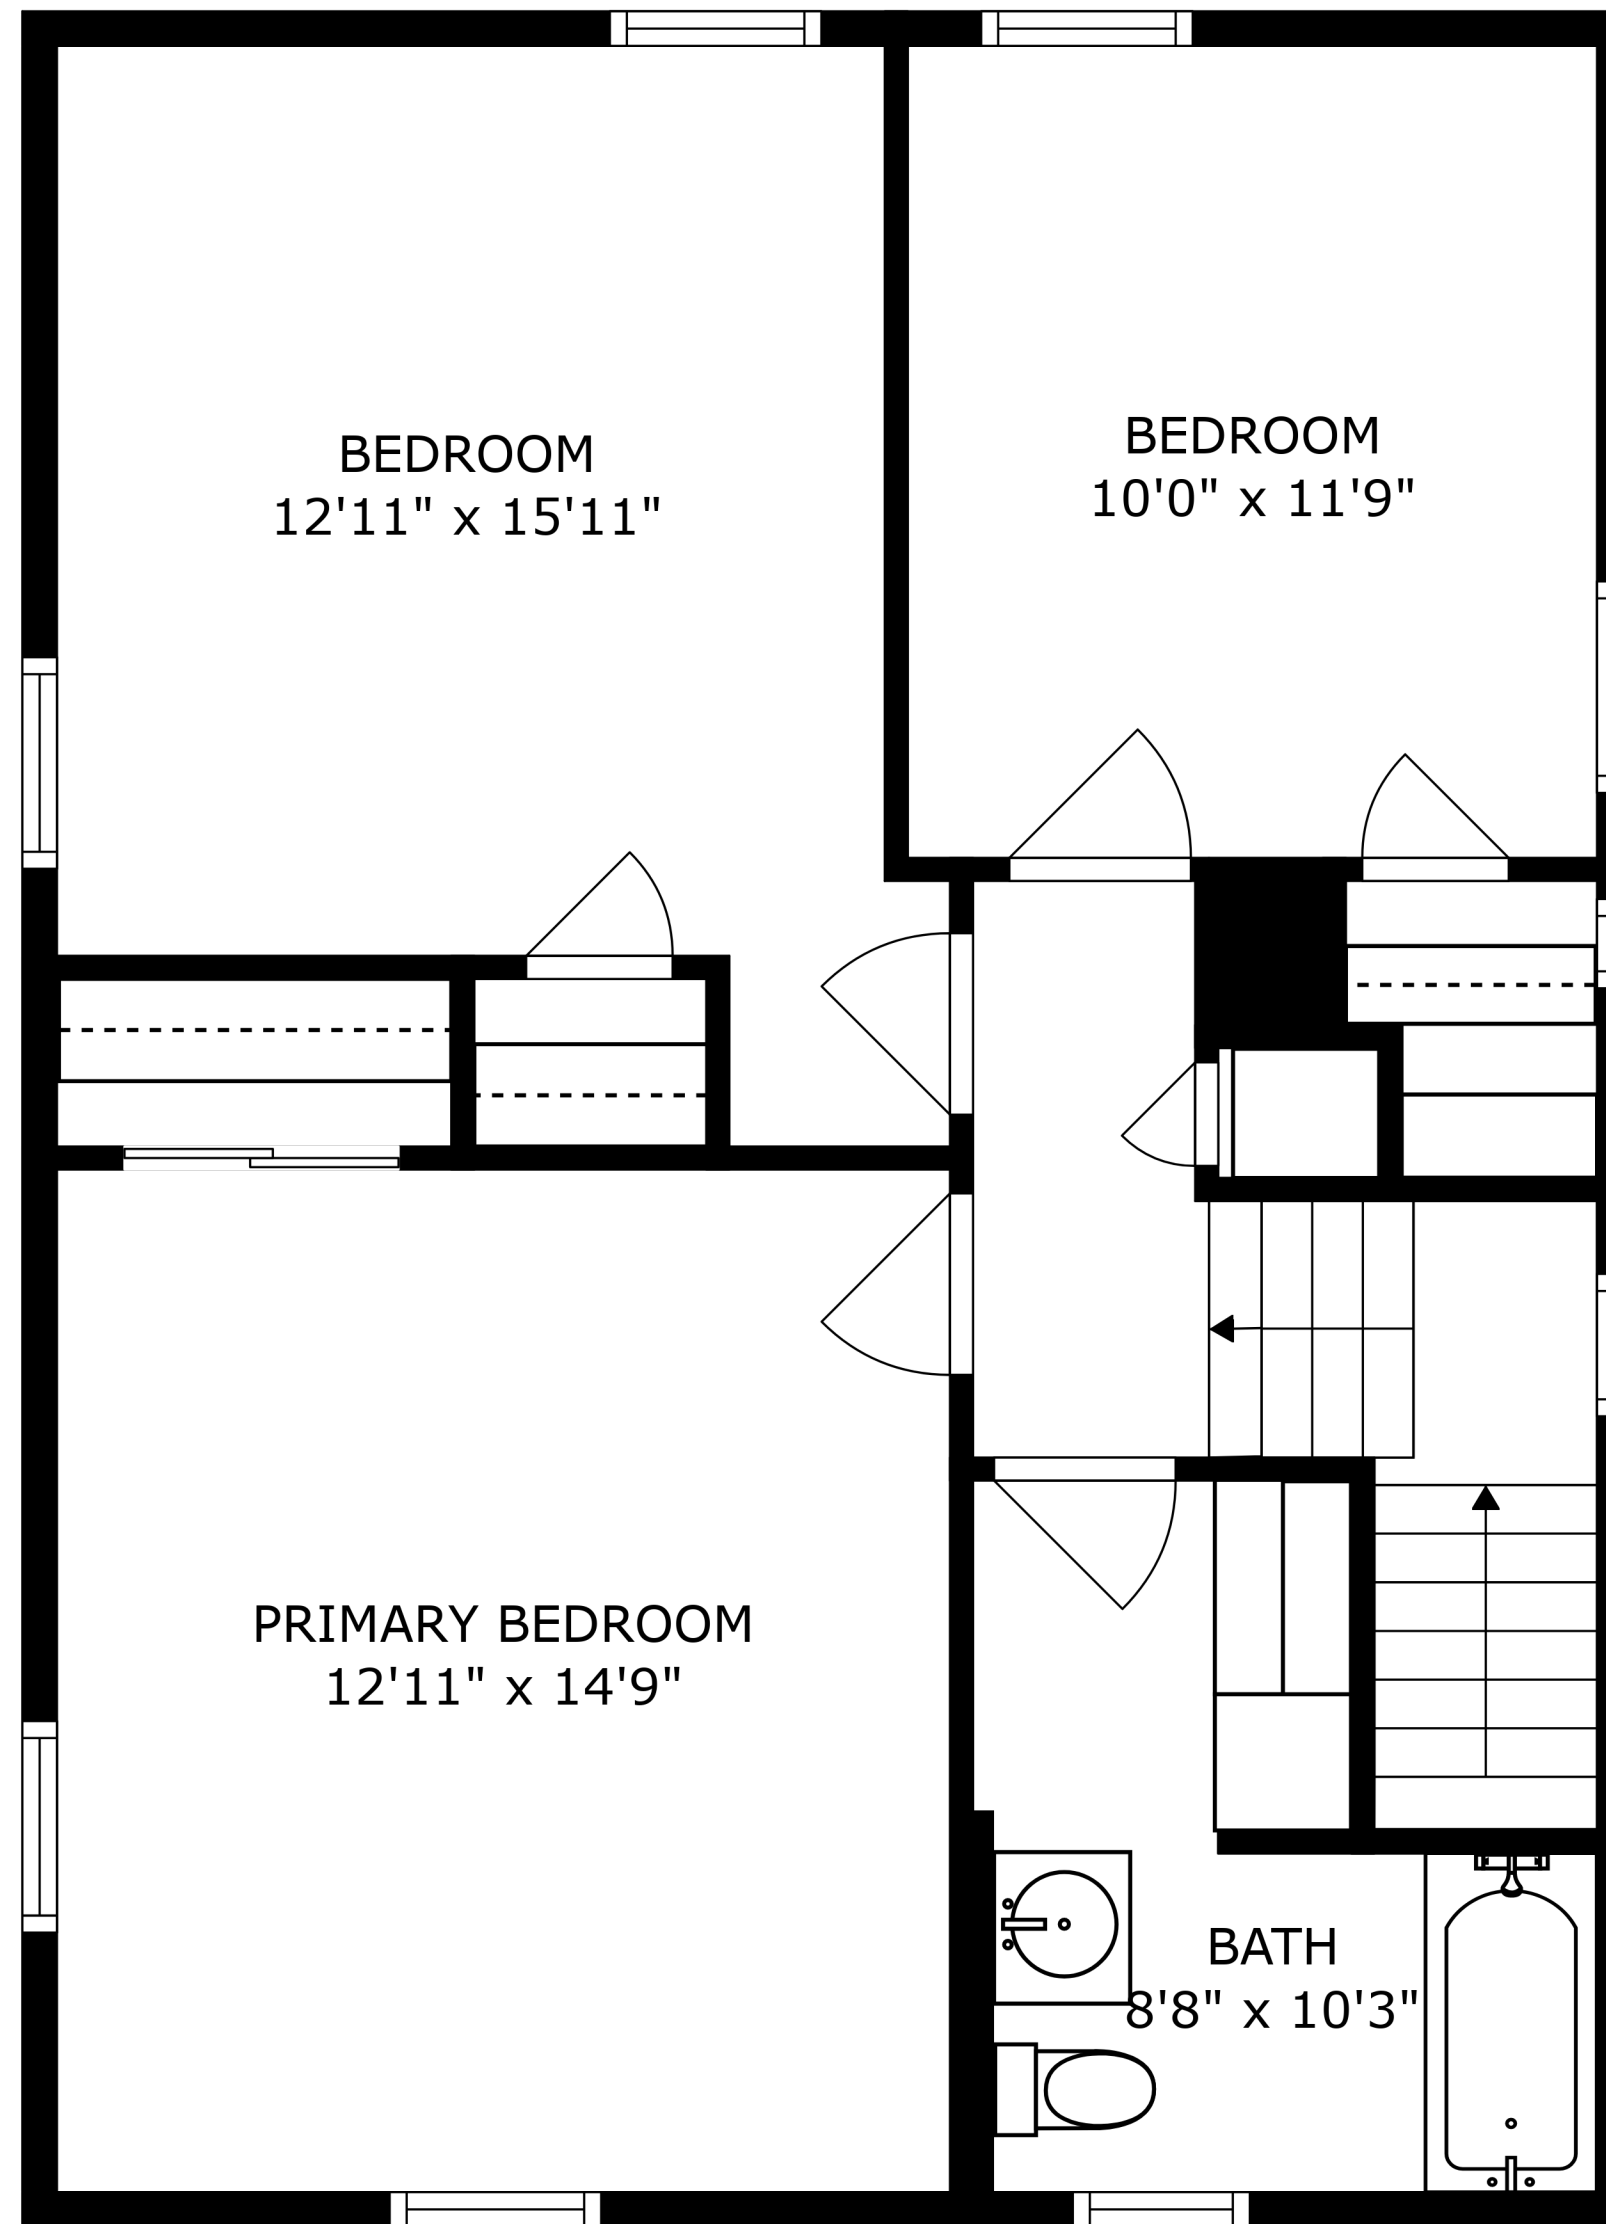 BEDROOM
12'11" x 15'11"
BEDROOM
10'0" x 11'9"
PRIMARY BEDROOM
12'11" x 14'9"
BATH
8'8" x 10'3"